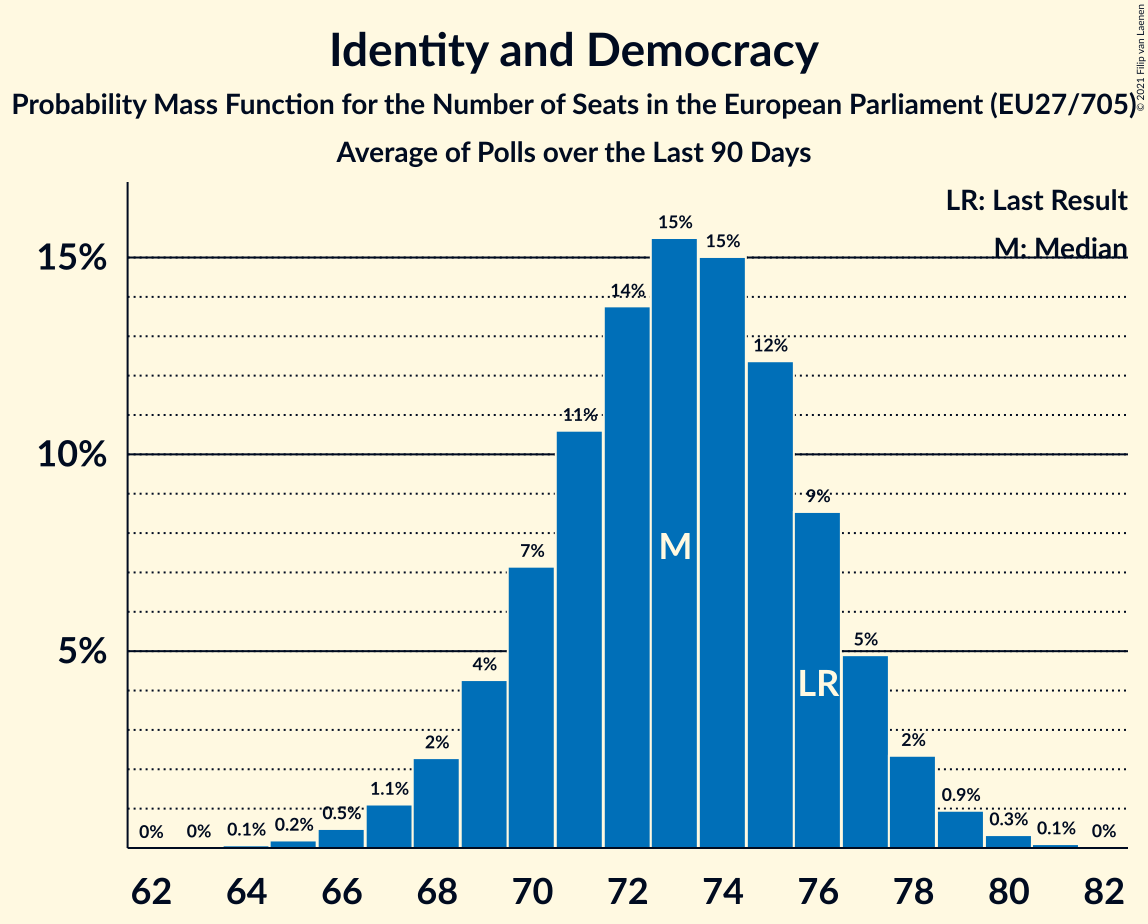 Identity and Democracy
Probability Mass Function for the Number of Seats in the European Parliament (EU27/705)
Average of Polls over the Last 90 Days
© 2021 Filip van Laenen
LR: Last Result
M: Median
15%
10%
5%
0%
0%
0.1%
0.2%
0.5%
1.1%
2%
4%
7%
11%
14%
15%
15%
12%
9%
5%
2%
0.9%
0.3%
0.1%
0%
M
LR
62 64 66 68 70 72 74 76 78 80 82